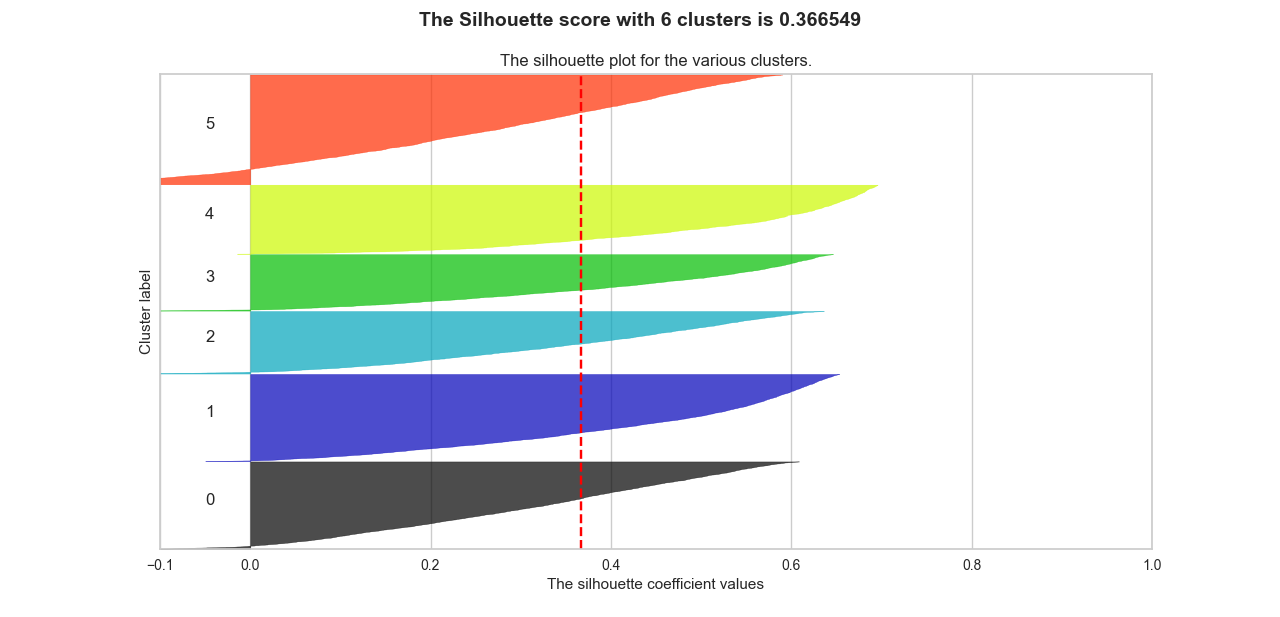 The Silhouette score with 6 clusters is 0.366549
The silhouette plot for the various clusters.
5
4
3
2
1
0
Cluster label
−0.1 0.0 0.2 0.4 0.6 0.8 1.0
The silhouette coefficient values